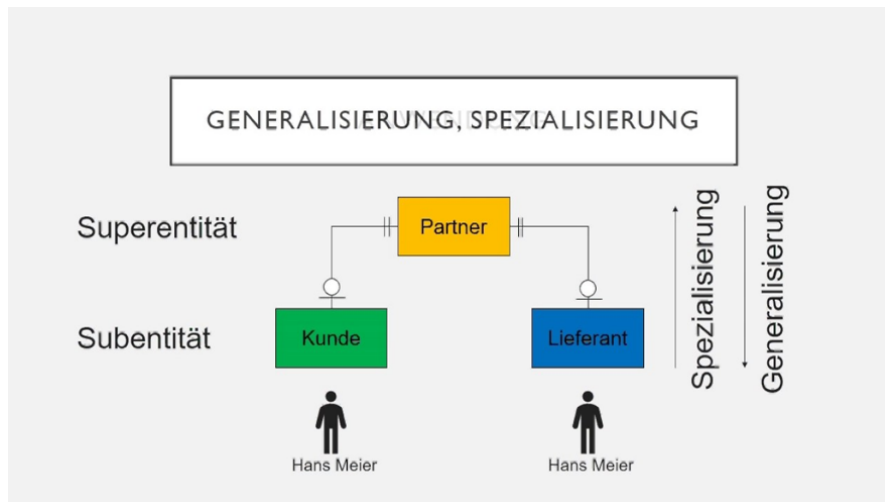 GENERALISIERUNG, SPEZIALISIERUNG
Superentität
Partner
Subentität
Kunde
Lieferant
Hans Meier
Hans Meier
Spezialisierung
Generalisierung